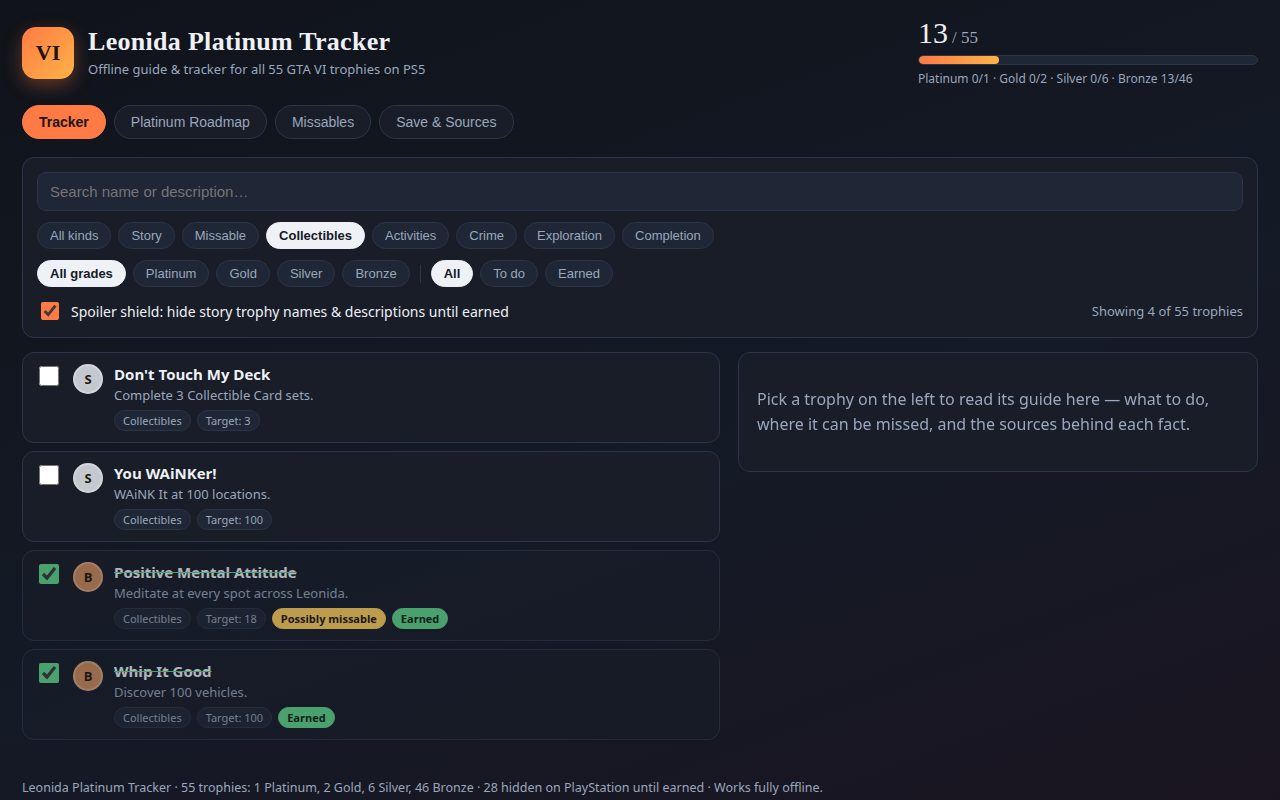 VI
Leonida Platinum Tracker
Offline guide & tracker for all 55 GTA VI trophies on PS5
13 / 55
Platinum 0/1 · Gold 0/2 · Silver 0/6 · Bronze 13/46
Tracker
Platinum Roadmap
Missables
Save & Sources
Search name or description…
All kinds
Story
Missable
Collectibles
Activities
Crime
Exploration
Completion
All grades
Platinum
Gold
Silver
Bronze
All
To do
Earned
Spoiler shield: hide story trophy names & descriptions until earned
Showing 4 of 55 trophies
S
Don't Touch My Deck
Complete 3 Collectible Card sets.
Collectibles
Target: 3
S
You WAiNKer!
WAiNK It at 100 locations.
Collectibles
Target: 100
B
Positive Mental Attitude
Meditate at every spot across Leonida.
Collectibles
Target: 18
Possibly missable
Earned
B
Whip It Good
Discover 100 vehicles.
Collectibles
Target: 100
Earned
Pick a trophy on the left to read its guide here — what to do,
where it can be missed, and the sources behind each fact.
Leonida Platinum Tracker · 55 trophies: 1 Platinum, 2 Gold, 6 Silver, 46 Bronze · 28 hidden on PlayStation until earned · Works fully offline.